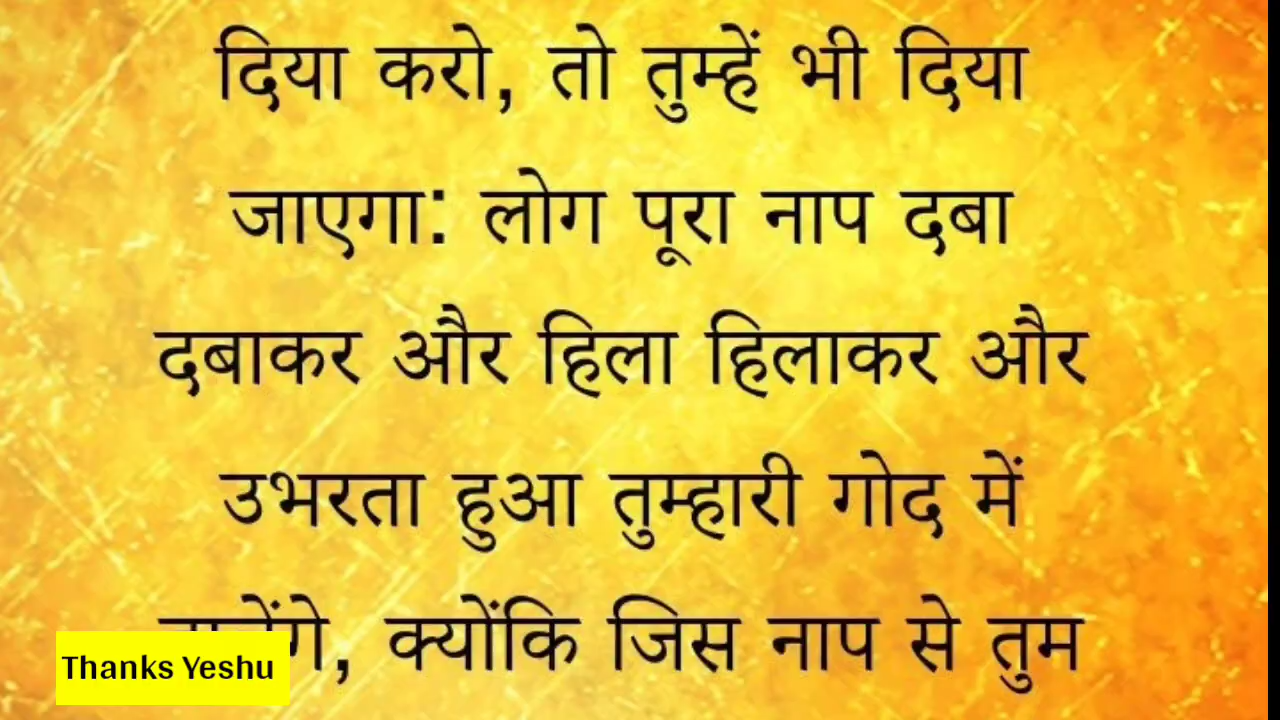 दिया करो, तो तुम्हें भी दिया
जाएगा: लोग पूरा नाप दबा
दबाकर और हिला हिलाकर और
उभरता हुआ तुम्हारी गोद में
क्योंकि जिस नाप से तुम
Thanks Yeshu